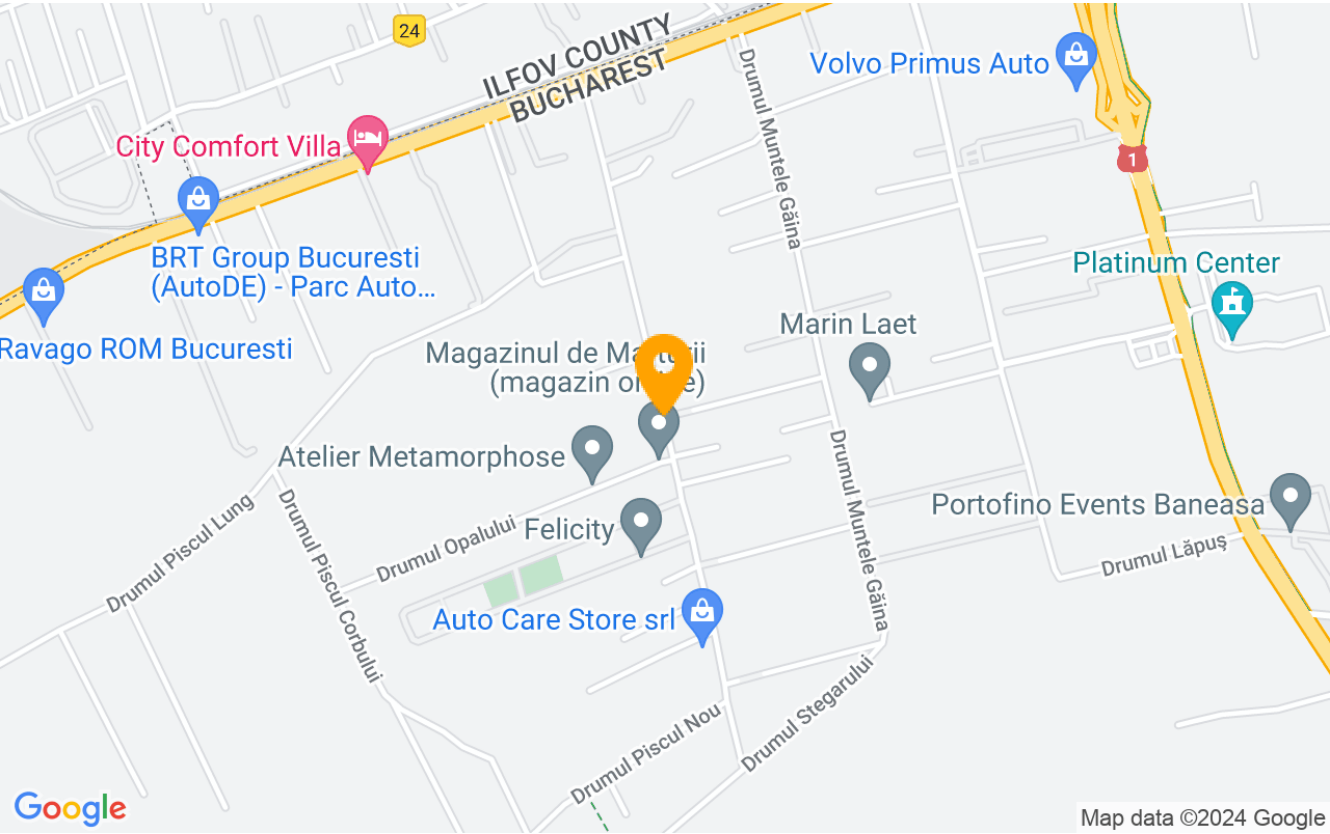 24
ILFOV COUNTY
BUCHAREST
Volvo Primus Auto
Drumul Muntele Găina
City Comfort Villa
1
BRT Group Bucuresti
(AutoDE) - Parc Auto...
Platinum Center
Ravago ROM Bucuresti
Marin Laet
Magazinul de
(magazin
Atelier Metamorphose
Drumul Muntele Găina
Drumul Piscul Lung
Drumul Piscul Corbului
Drumul Opalului
Felicity
Portofino Events Baneasa
Drumul Lăpuș
Auto Care Store srl
Drumul Piscul Nou
Drumul Stegarului
Google
Map data ©2024 Google